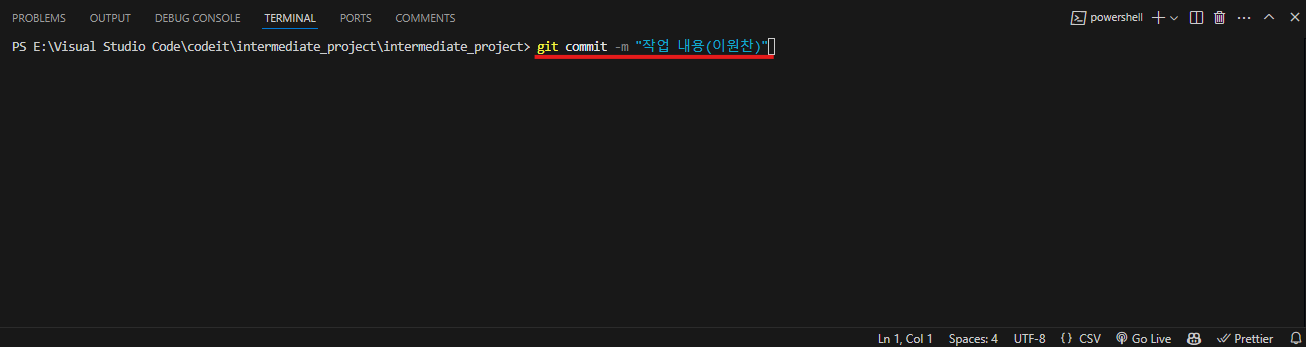 PROBLEMS OUTPUT DEBUG CONSOLE TERMINAL PORTS COMMENTS powershell
PS E:\Visual Studio Code\codeit\intermediate_project\intermediate_project> git commit -m "작업 내용(이원찬)"
Ln 1, Col 1 Spaces: 4 UTF-8 {} CSV Go Live Prettier